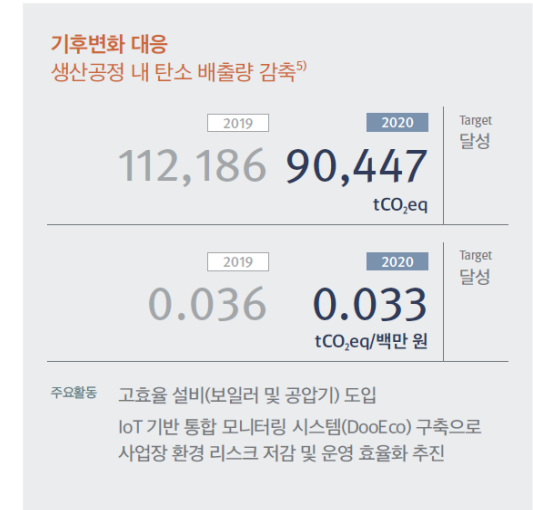 기후변화 대응
생산공정 내 탄소 배출량 감축5)
2019 2020 Target
112,186 90,447 달성
tCO₂eq
2019 2020 Target
0.036 0.033 달성
tCO₂eq/백만 원
주요활동 고효율 설비(보일러 및 공압기) 도입
IoT 기반 통합 모니터링 시스템(DooEco) 구축으로
사업장 환경 리스크 저감 및 운영 효율화 추진